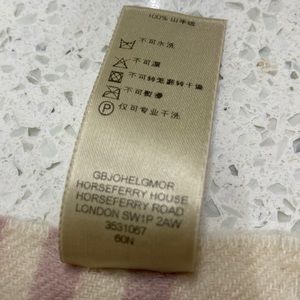 100% 山羊绒
不可水洗
不可漂
不可转笼翻转干燥
不可熨烫
P 仅可专业干洗
GBJOHELGMOR
HORSEFERRY HOUSE
HORSEFERRY ROAD
LONDON SW1P 2AW
3531067
60N